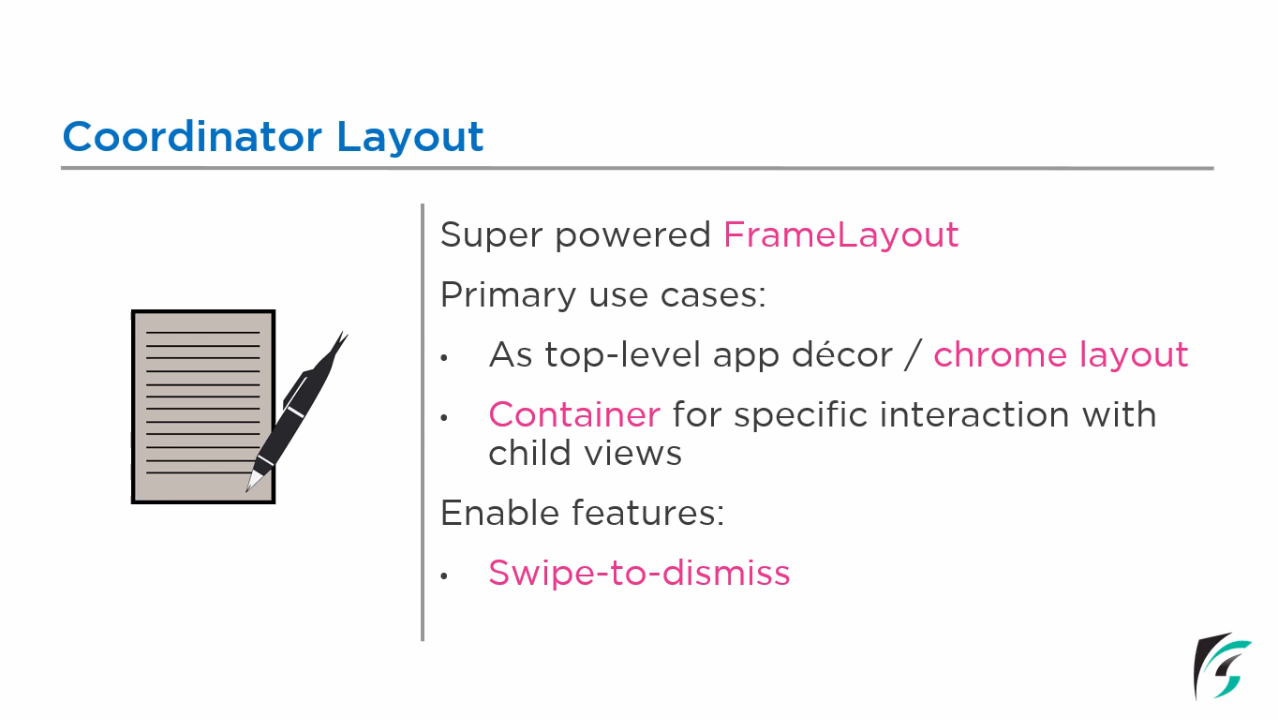 Coordinator Layout
Super powered FrameLayout
Primary use cases:
• As top-level app décor / chrome layout
• Container for specific interaction with
child views
Enable features:
• Swipe-to-dismiss